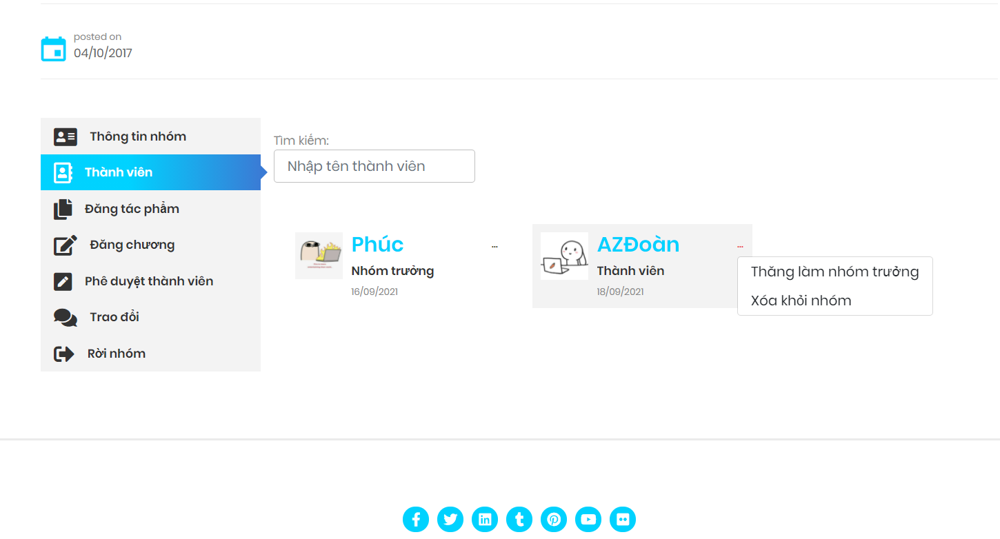 posted on
04/10/2017
Thông tin nhóm
Thành viên
Đăng tác phẩm
Đăng chương
Phê duyệt thành viên
Trao đổi
Rời nhóm
Tìm kiếm:
Nhập tên thành viên
Phúc
...
Nhóm trưởng
16/09/2021
AZĐoàn
...
Thành viên
18/09/2021
Thăng làm nhóm trưởng
Xóa khỏi nhóm